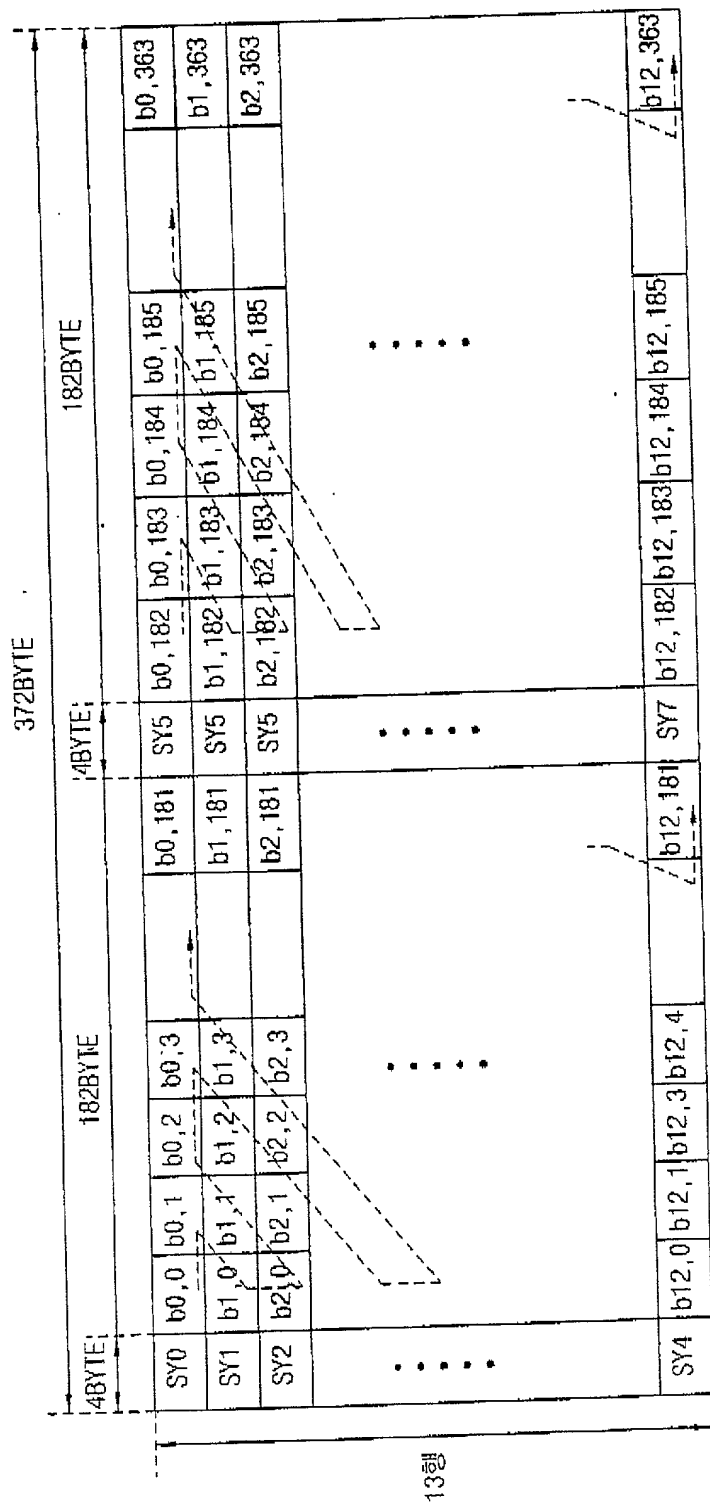 372BYTE
4BYTE 182BYTE 4BYTE 182BYTE
SY0 b0,0 b0,1 b0,2 b0,3 b0,181 SY5 b0,182 b0,183 b0,184 b0,185 b0,363
SY1 b1,0 b1,1 b1,2 b1,3 b1,181 SY5 b1,182 b1,183 b1,184 b1,185 b1,363
SY2 b2,0 b2,1 b2,2 b2,3 b2,181 SY5 b2,182 b2,183 b2,184 b2,185 b2,363
13행
SY4 b12,0 b12,1 b12,3 b12,4 b12,181 SY7 b12,182 b12,183 b12,184 b12,185 b12,363